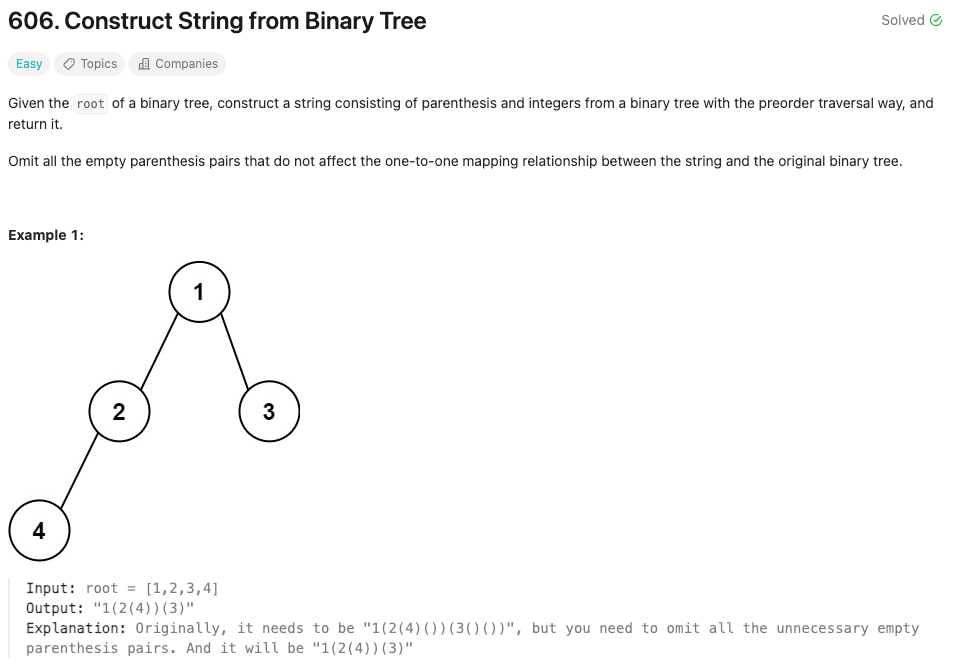 606. Construct String from Binary Tree
Solved
Easy Topics Companies
Given the root of a binary tree, construct a string consisting of parenthesis and integers from a binary tree with the preorder traversal way, and
return it.
Omit all the empty parenthesis pairs that do not affect the one-to-one mapping relationship between the string and the original binary tree.
Example 1:
1
2 3
4
Input: root = [1,2,3,4]
Output: "1(2(4))(3)"
Explanation: Originally, it needs to be "1(2(4)())(3()())", but you need to omit all the unnecessary empty
parenthesis pairs. And it will be "1(2(4))(3)"